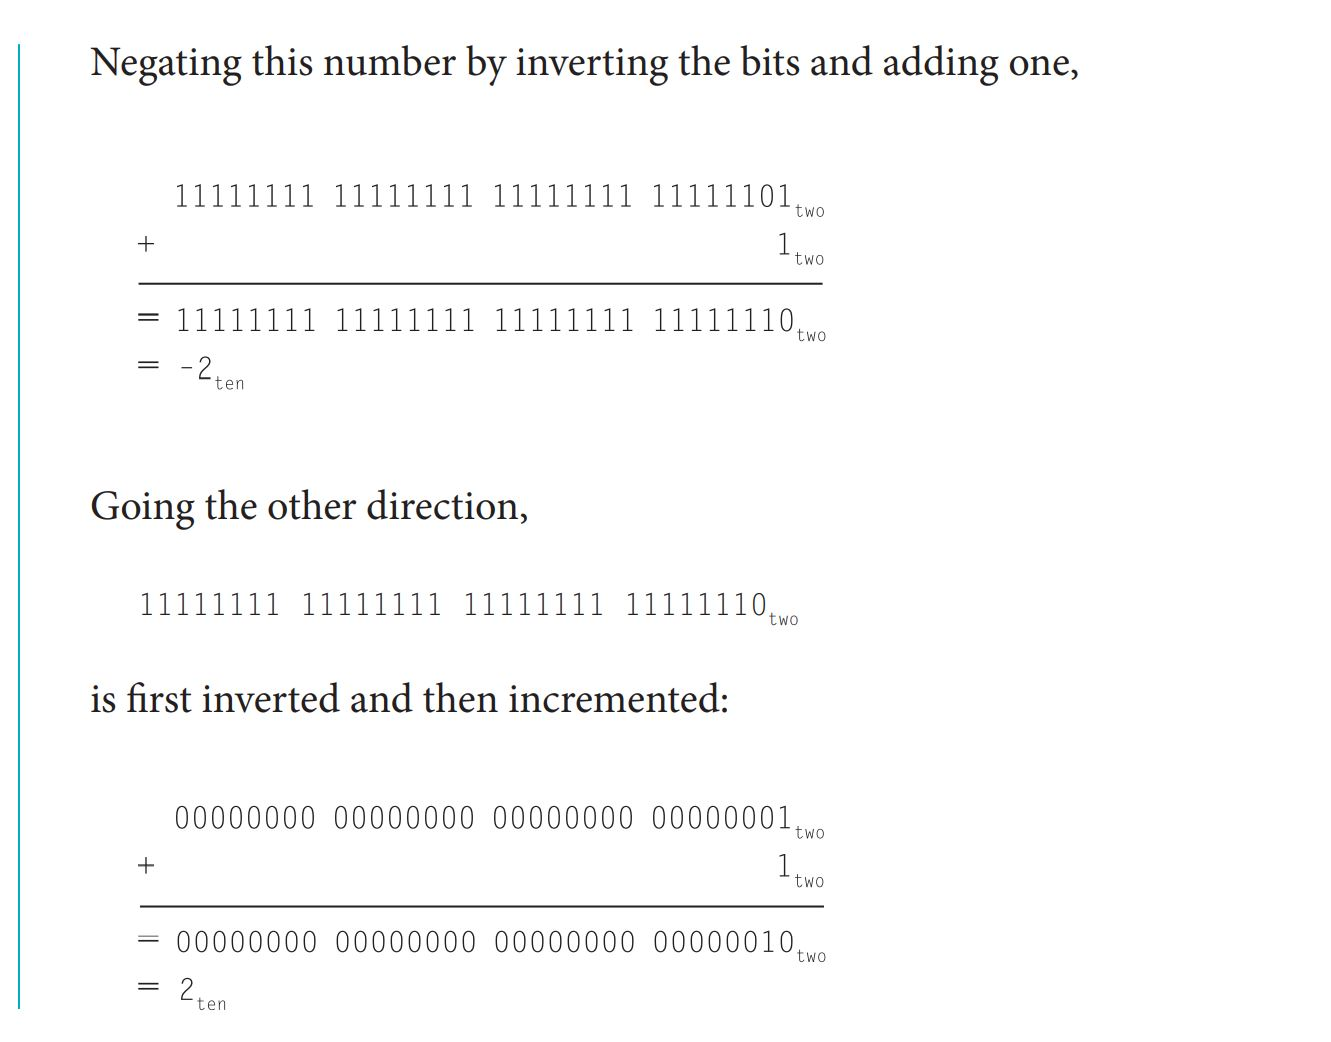 Negating this number by inverting the bits and adding one,
11111111 11111111 11111111 11111101two
+ 1two
= 11111111 11111111 11111111 11111110two
= -2ten
Going the other direction,
11111111 11111111 11111111 11111110two
is first inverted and then incremented:
00000000 00000000 00000000 00000001two
+ 1two
= 00000000 00000000 00000000 00000010two
= 2ten